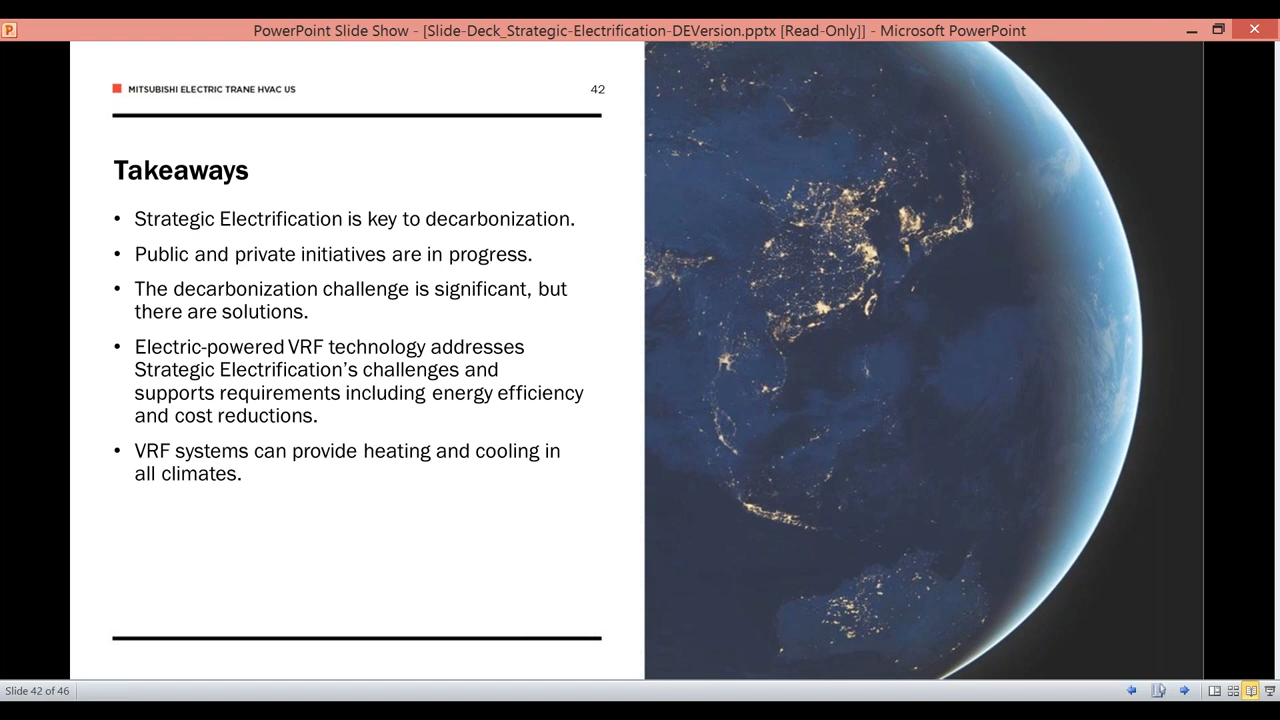 PowerPoint Slide Show - [Slide-Deck_Strategic-Electrification-DEVersion.pptx [Read-Only]] - Microsoft PowerPoint
MITSUBISHI ELECTRIC TRANE HVAC US
42
Takeaways
• Strategic Electrification is key to decarbonization.
• Public and private initiatives are in progress.
• The decarbonization challenge is significant, but
there are solutions.
• Electric-powered VRF technology addresses
Strategic Electrification’s challenges and
supports requirements including energy efficiency
and cost reductions.
• VRF systems can provide heating and cooling in
all climates.
Slide 42 of 46